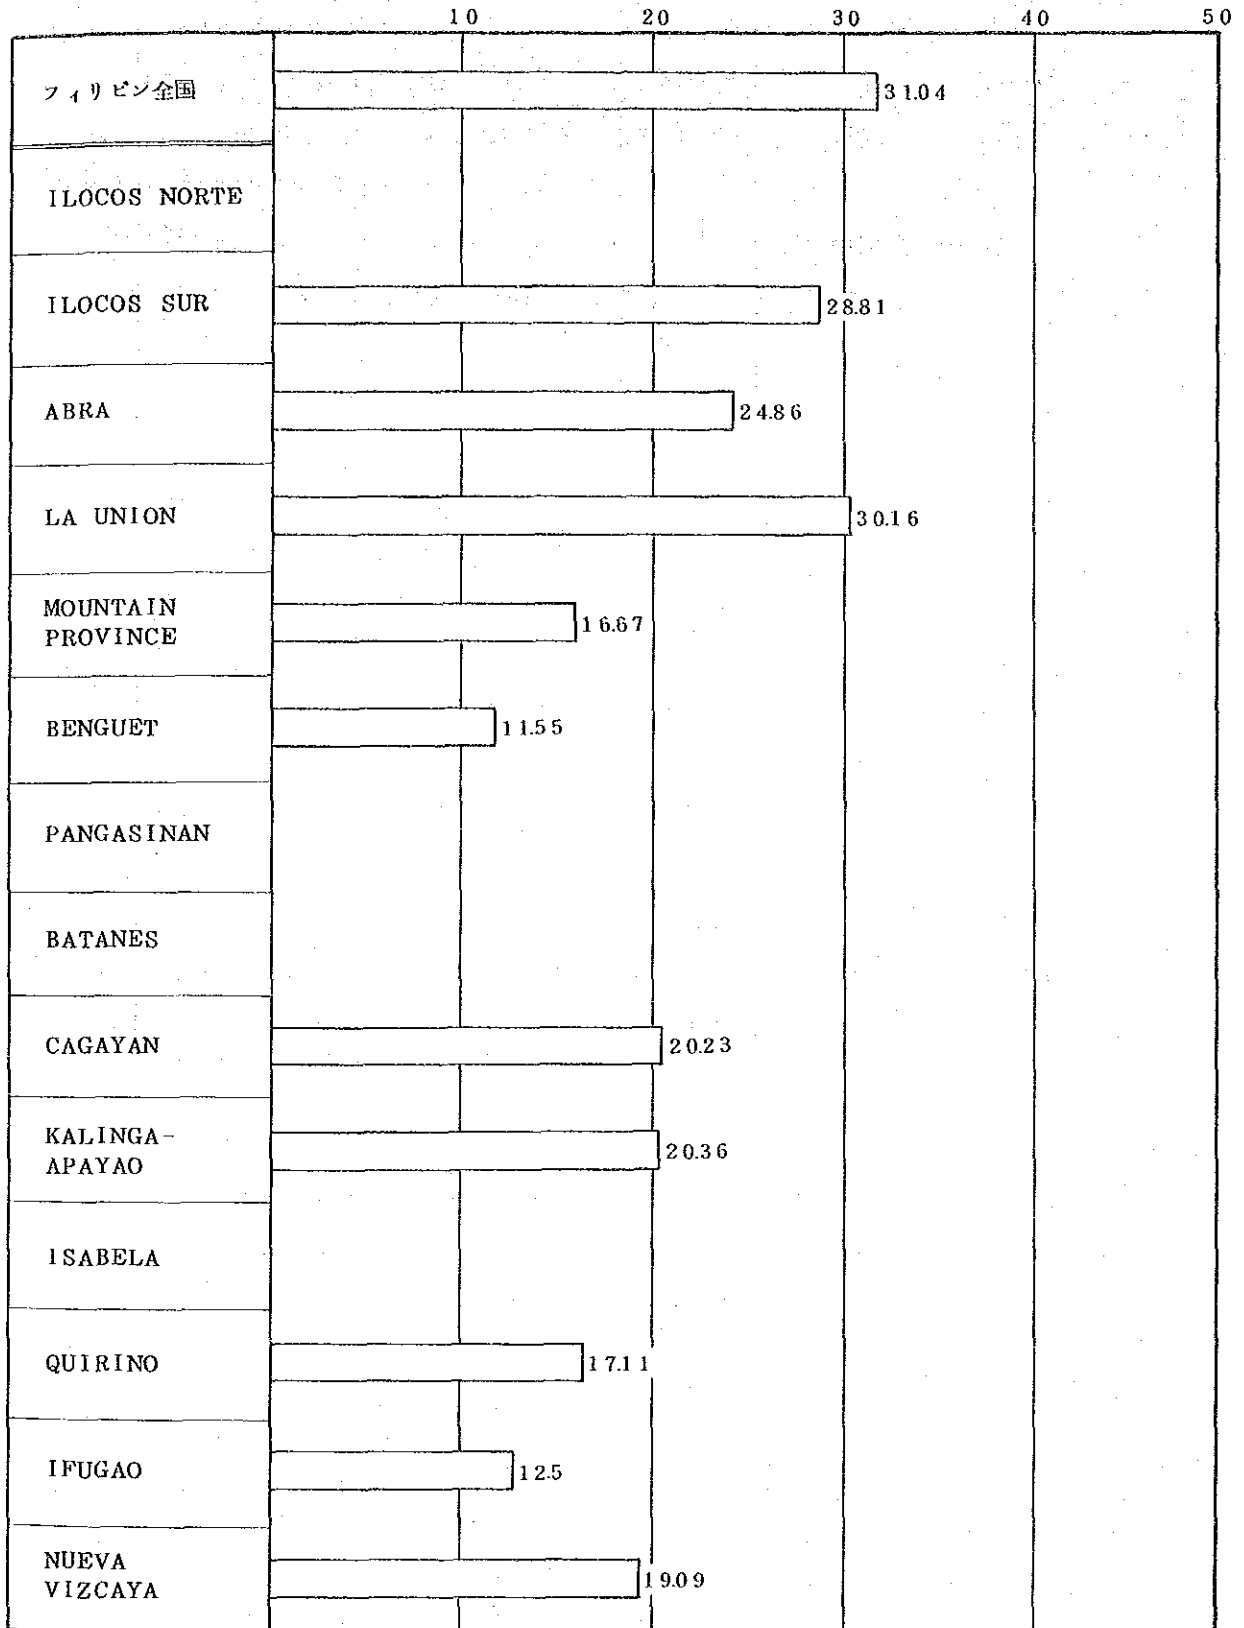 10 20 30 40 50
フィリピン全国 31.04
ILOCOS NORTE
ILOCOS SUR 28.81
ABRA 24.86
LA UNION 30.16
MOUNTAIN
PROVINCE 16.67
BENGUET 11.55
PANGASINAN
BATANES
CAGAYAN 20.23
KALINGA-
APAYAO 20.36
ISABELA
QUIRINO 17.11
IFUGAO 12.5
NUEVA
VIZCAYA 19.09